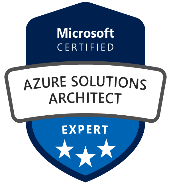 Microsoft
CERTIFIED
AZURE SOLUTIONS
ARCHITECT
EXPERT